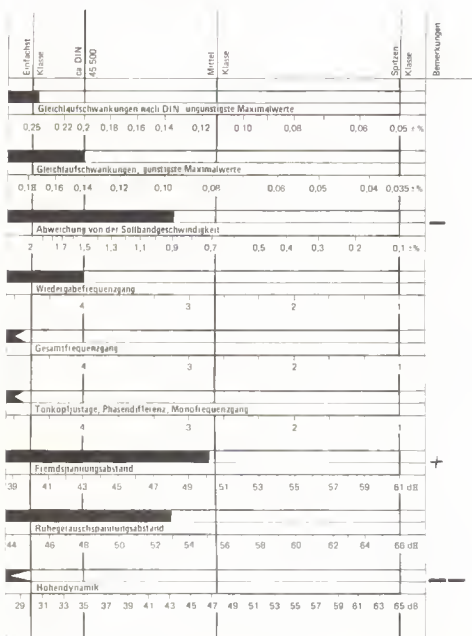 Einfachst
Klasse
ca DIN
45 500
Mittel
Klasse
Spitzen
Klasse
Bemerkungen
Gleichlaufschwankungen nach DIN ungünstigste Maximalwerte
0,25 0 22 0,2 0,18 0,16 0,14 0,12 0 10 0,08 0,06 0,05 ± %
Gleichlaufschwankungen, günstigste Maximalwerte
0,18 0,16 0,14 0,12 0,10 0,08 0,06 0,05 0,04 0,035 ± %
Abweichung von der Sollbandgeschwindigkeit
–
2 1 7 1,5 1,3 1,1 0,9 0,7 0,5 0,4 0,3 0 2 0,1 ± %
Wiedergabefrequenzgang
4 3 2 1
Gesamtfrequenzgang
4 3 2 1
Tonkopfjustage, Phasendifferenz, Monofrequenzgang
4 3 2 1
Fremdspannungsabstand
+
39 41 43 45 47 49 51 53 55 57 59 61 dB
Ruhegeräuschspannungsabstand
44 46 48 50 52 54 56 58 60 62 64 66 dB
Höhendynamik
– –
29 31 33 35 37 39 41 43 45 47 49 51 53 55 57 59 61 63 65 dB